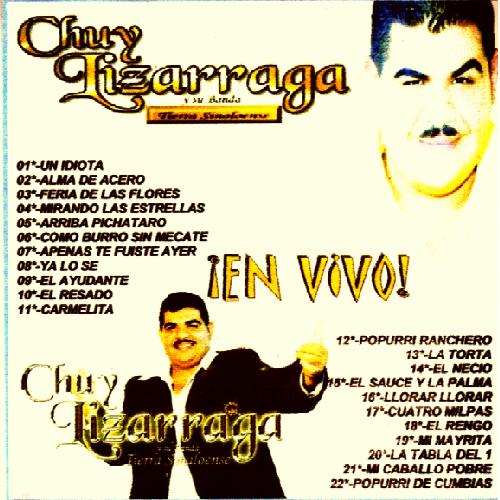 Chuy
Lizarraga
y su Banda
Tierra Sinaloense
01*-UN IDIOTA
02*-ALMA DE ACERO
03*-FERIA DE LAS FLORES
04*-MIRANDO LAS ESTRELLAS
05*-ARRIBA PICHATARO
06*-COMO BURRO SIN MECATE
07*-APENAS TE FUISTE AYER
08*-YA LO SE
09*-EL AYUDANTE
10*-EL RESADO
11*-CARMELITA
¡EN VIVO!
12*-POPURRI RANCHERO
13*-LA TORTA
14*-EL NECIO
15*-EL SAUCE Y LA PALMA
16*-LLORAR LLORAR
17*-CUATRO MILPAS
18*-EL RENGO
19*-MI MAYRITA
20*-LA TABLA DEL 1
21*-MI CABALLO POBRE
22*-POPURRI DE CUMBIAS
Chuy
Lizarraga
y su Banda
Tierra Sinaloense